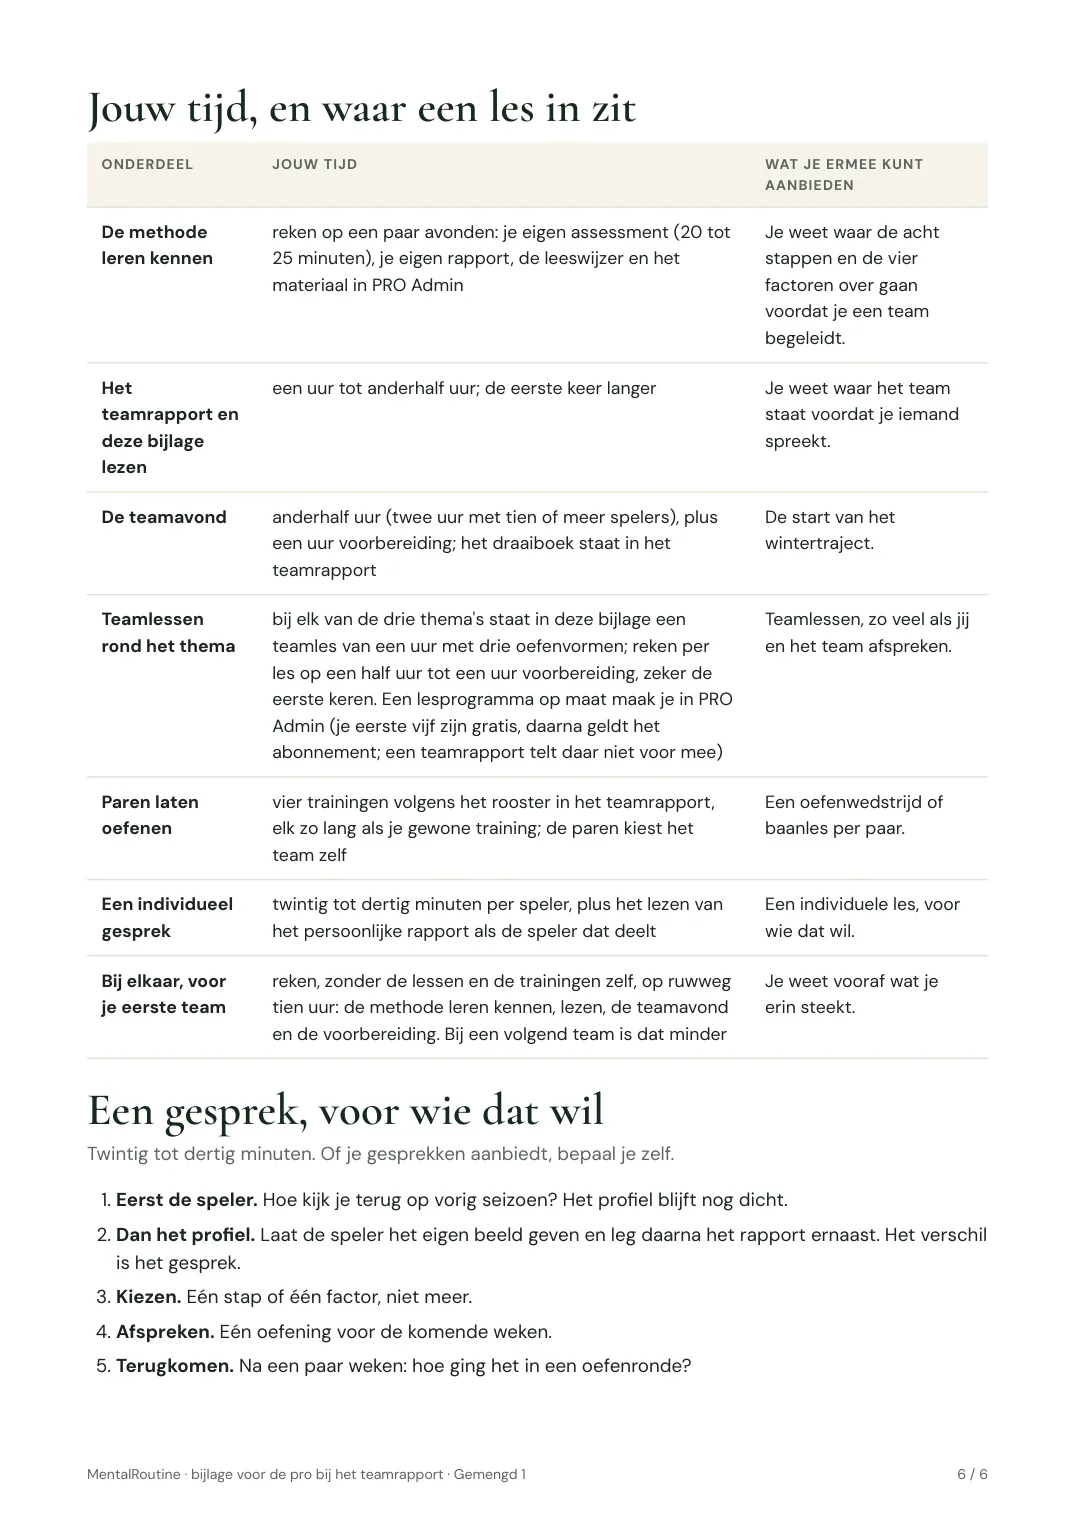 Jouw tijd, en waar een les in zit
ONDERDEEL
JOUW TIJD
WAT JE ERMEE KUNT
AANBIEDEN
De methode
leren kennen
reken op een paar avonden: je eigen assessment (20 tot
25 minuten), je eigen rapport, de leeswijzer en het
materiaal in PRO Admin
Je weet waar de acht
stappen en de vier
factoren over gaan
voordat je een team
begeleidt.
Het
teamrapport en
deze bijlage
lezen
een uur tot anderhalf uur; de eerste keer langer
Je weet waar het team
staat voordat je iemand
spreekt.
De teamavond
anderhalf uur (twee uur met tien of meer spelers), plus
een uur voorbereiding; het draaiboek staat in het
teamrapport
De start van het
wintertraject.
Teamlessen
rond het thema
bij elk van de drie thema's staat in deze bijlage een
teamles van een uur met drie oefenvormen; reken per
les op een half uur tot een uur voorbereiding, zeker de
eerste keren. Een lesprogramma op maat maak je in PRO
Admin (je eerste vijf zijn gratis, daarna geldt het
abonnement; een teamrapport telt daar niet voor mee)
Teamlessen, zo veel als jij
en het team afspreken.
Paren laten
oefenen
vier trainingen volgens het rooster in het teamrapport,
elk zo lang als je gewone training; de paren kiest het
team zelf
Een oefenwedstrijd of
baanles per paar.
Een individueel
gesprek
twintig tot dertig minuten per speler, plus het lezen van
het persoonlijke rapport als de speler dat deelt
Een individuele les, voor
wie dat wil.
Bij elkaar, voor
je eerste team
reken, zonder de lessen en de trainingen zelf, op ruwweg
tien uur: de methode leren kennen, lezen, de teamavond
en de voorbereiding. Bij een volgend team is dat minder
Je weet vooraf wat je
erin steekt.
Een gesprek, voor wie dat wil
Twintig tot dertig minuten. Of je gesprekken aanbiedt, bepaal je zelf.
1. Eerst de speler. Hoe kijk je terug op vorig seizoen? Het profiel blijft nog dicht.
2. Dan het profiel. Laat de speler het eigen beeld geven en leg daarna het rapport ernaast. Het verschil
is het gesprek.
3. Kiezen. Eén stap of één factor, niet meer.
4. Afspreken. Eén oefening voor de komende weken.
5. Terugkomen. Na een paar weken: hoe ging het in een oefenronde?
MentalRoutine · bijlage voor de pro bij het teamrapport · Gemengd 1
6 / 6